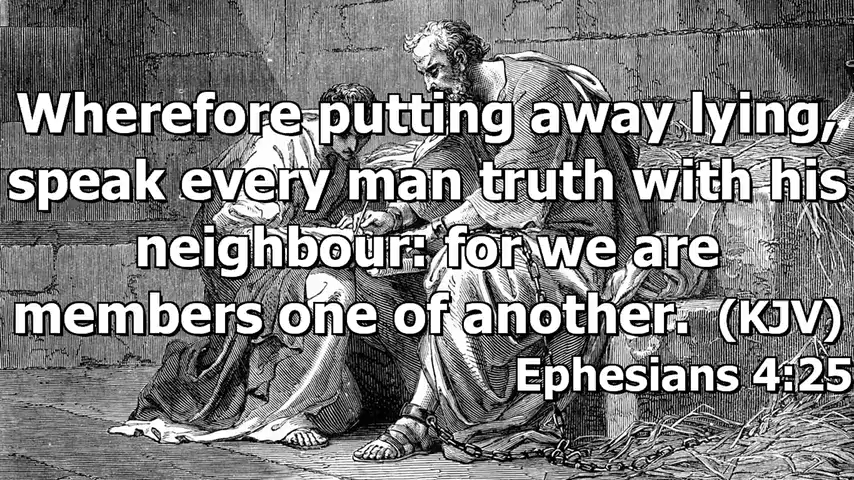 Wherefore putting away lying,
speak every man truth with his
neighbour: for we are
members one of another. (KJV)
Ephesians 4:25